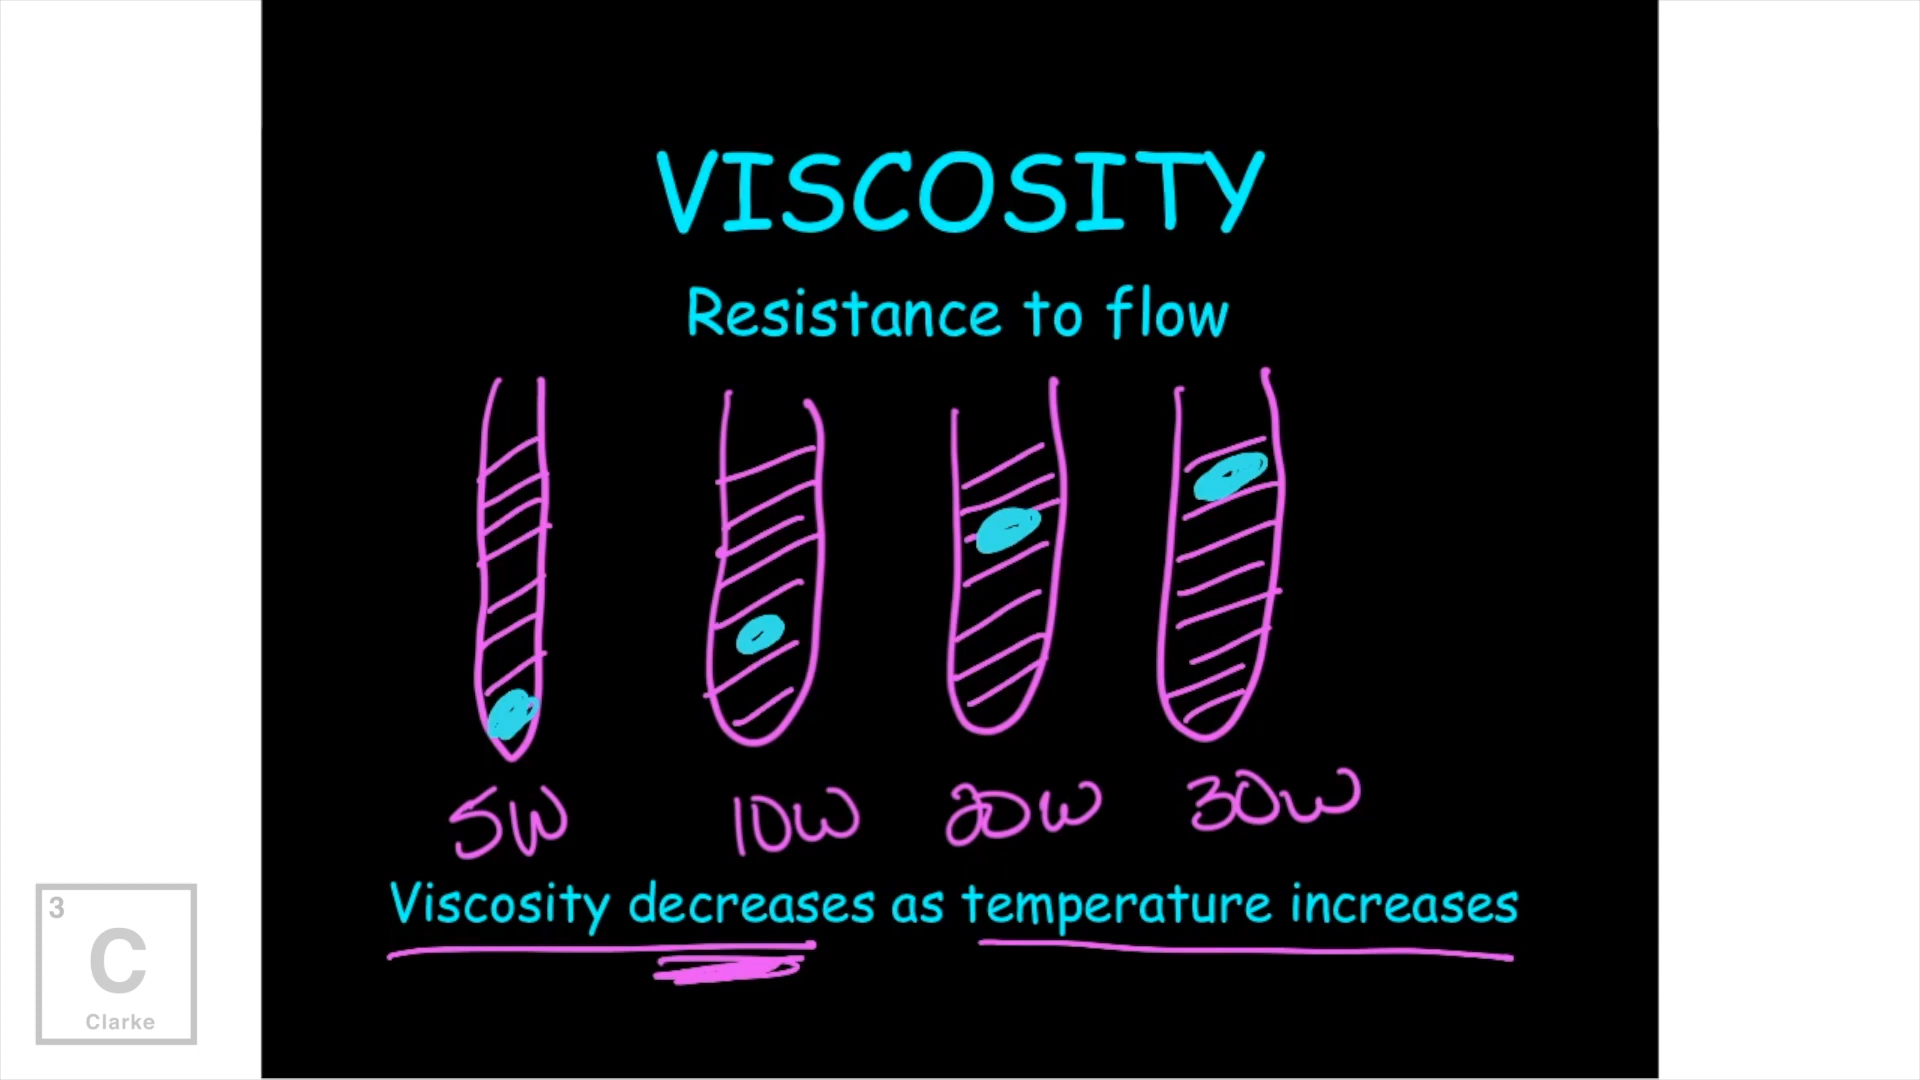 VISCOSITY
Resistance to flow
5W 10W 20W 30W
Viscosity decreases as temperature increases
3
C
Clarke